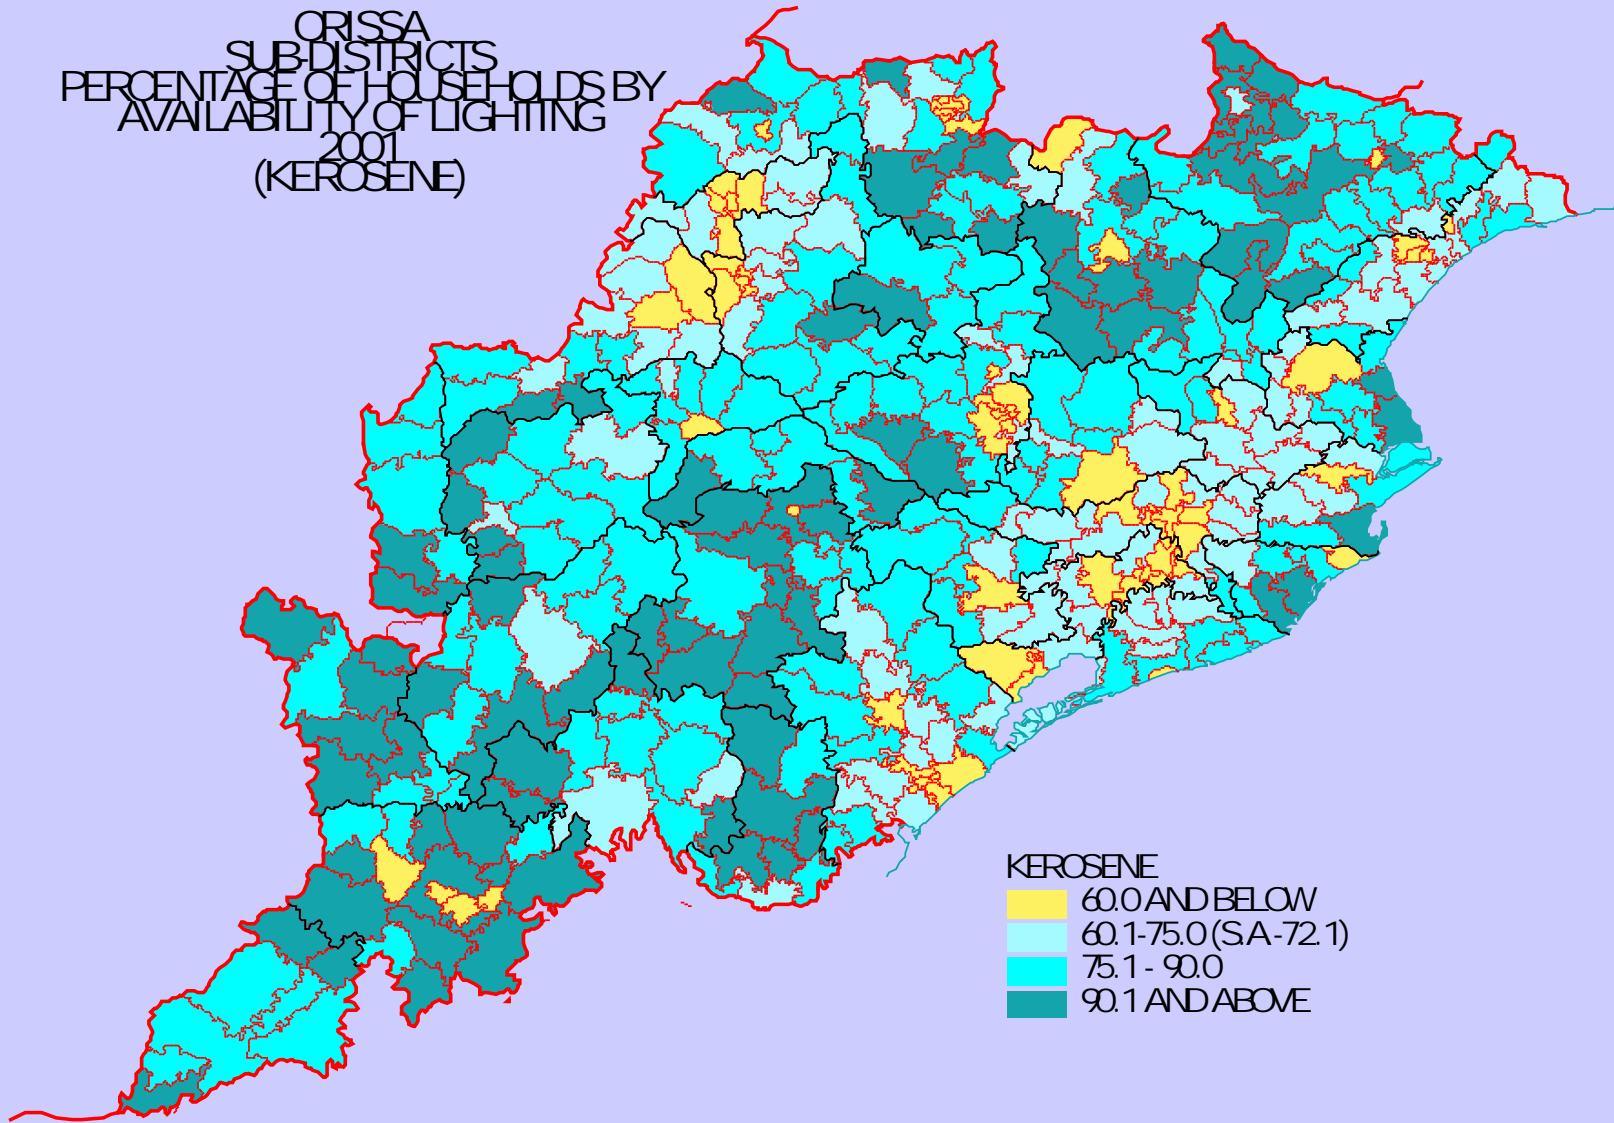 ORISSA
SUB-DISTRICTS
PERCENTAGE OF HOUSEHOLDS BY
AVAILABILITY OF LIGHTING
2001
(KEROSENE)
KEROSENE
60.0 AND BELOW
60.1-75.0 (S.A.-72.1)
75.1 - 90.0
90.1 AND ABOVE